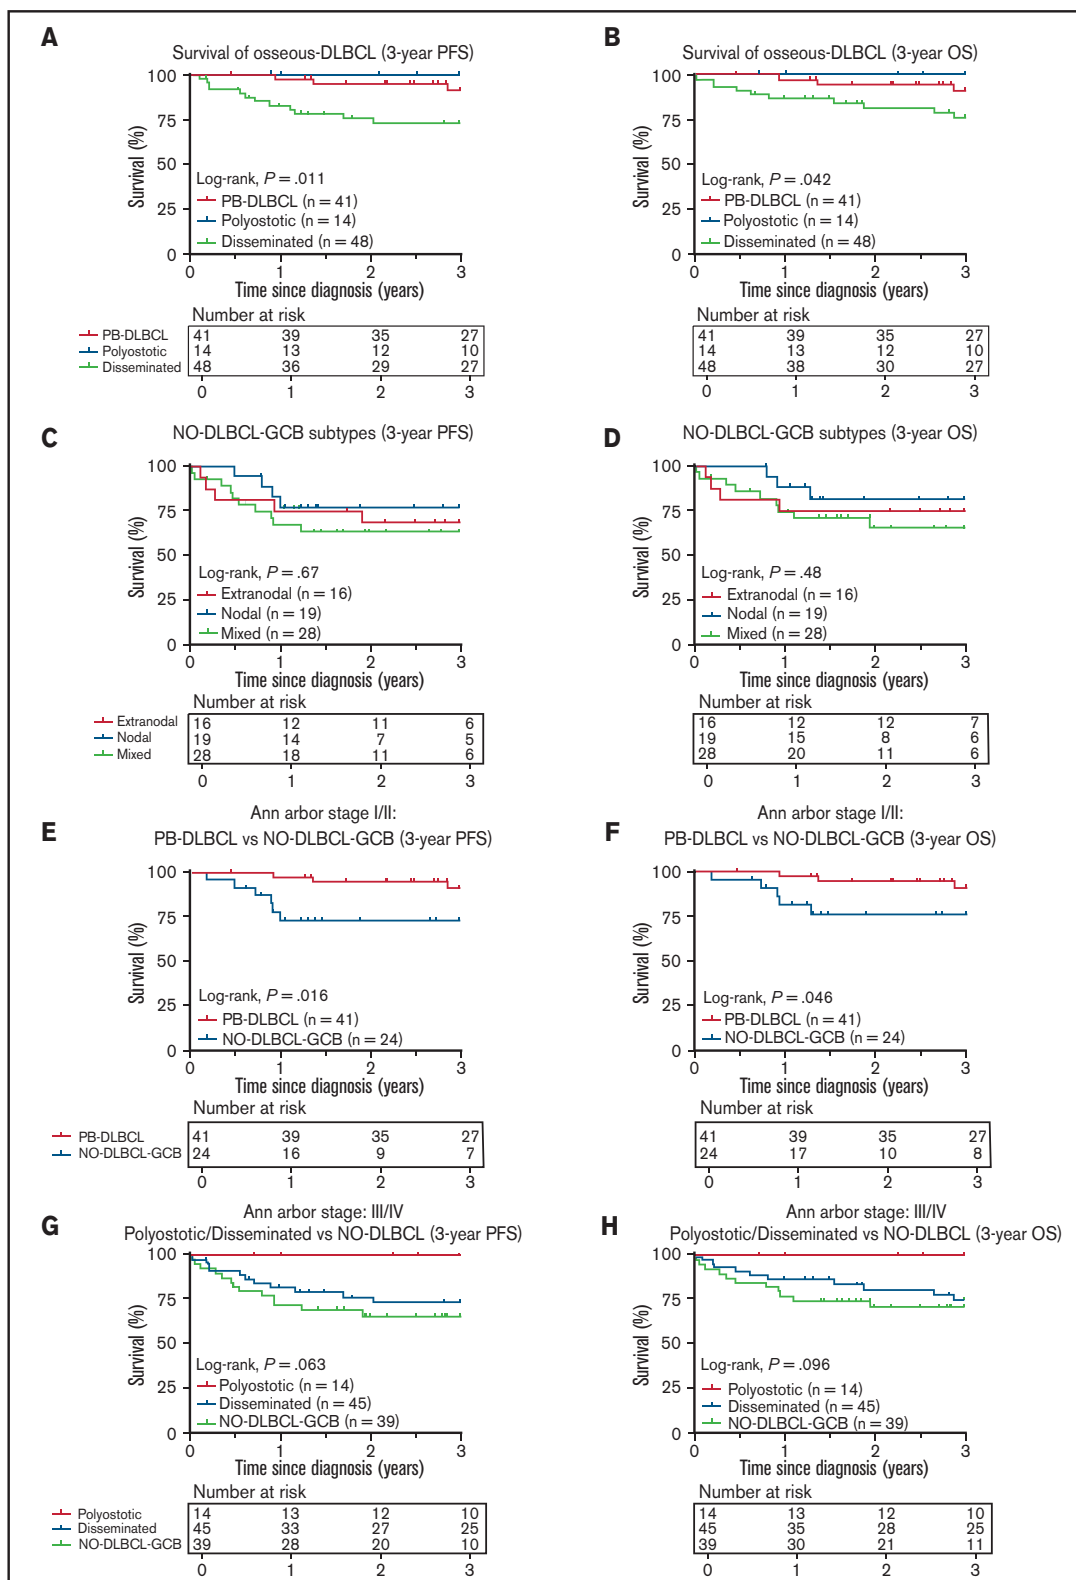 A
Survival of osseous-DLBCL (3-year PFS)
100
75
50
25
0
Survival (%)
Log-rank, P = .011
PB-DLBCL (n = 41)
Polyostotic (n = 14)
Disseminated (n = 48)
0 1 2 3
Time since diagnosis (years)
Number at risk
PB-DLBCL 41 39 35 27
Polyostotic 14 13 12 10
Disseminated 48 36 29 27
0 1 2 3
B
Survival of osseous-DLBCL (3-year OS)
100
75
50
25
0
Survival (%)
Log-rank, P = .042
PB-DLBCL (n = 41)
Polyostotic (n = 14)
Disseminated (n = 48)
0 1 2 3
Time since diagnosis (years)
Number at risk
41 39 35 27
14 13 12 10
48 38 30 27
0 1 2 3
C
NO-DLBCL-GCB subtypes (3-year PFS)
100
75
50
25
0
Survival (%)
Log-rank, P = .67
Extranodal (n = 16)
Nodal (n = 19)
Mixed (n = 28)
0 1 2 3
Time since diagnosis (years)
Number at risk
Extranodal 16 12 11 6
Nodal 19 14 7 5
Mixed 28 18 11 6
0 1 2 3
D
NO-DLBCL-GCB subtypes (3-year OS)
100
75
50
25
0
Survival (%)
Log-rank, P = .48
Extranodal (n = 16)
Nodal (n = 19)
Mixed (n = 28)
0 1 2 3
Time since diagnosis (years)
Number at risk
16 12 12 7
19 15 8 6
28 20 11 6
0 1 2 3
E
Ann arbor stage I/II:
PB-DLBCL vs NO-DLBCL-GCB (3-year PFS)
100
75
50
25
0
Survival (%)
Log-rank, P = .016
PB-DLBCL (n = 41)
NO-DLBCL-GCB (n = 24)
0 1 2 3
Time since diagnosis (years)
Number at risk
PB-DLBCL 41 39 35 27
NO-DLBCL-GCB 24 16 9 7
0 1 2 3
F
Ann arbor stage I/II:
PB-DLBCL vs NO-DLBCL-GCB (3-year OS)
100
75
50
25
0
Survival (%)
Log-rank, P = .046
PB-DLBCL (n = 41)
NO-DLBCL-GCB (n = 24)
0 1 2 3
Time since diagnosis (years)
Number at risk
41 39 35 27
24 17 10 8
0 1 2 3
G
Ann arbor stage: III/IV
Polyostotic/Disseminated vs NO-DLBCL (3-year PFS)
100
75
50
25
0
Survival (%)
Log-rank, P = .063
Polyostotic (n = 14)
Disseminated (n = 45)
NO-DLBCL-GCB (n = 39)
0 1 2 3
Time since diagnosis (years)
Number at risk
Polyostotic 14 13 12 10
Disseminated 45 33 27 25
NO-DLBCL-GCB 39 28 20 10
0 1 2 3
H
Ann arbor stage: III/IV
Polyostotic/Disseminated vs NO-DLBCL (3-year OS)
100
75
50
25
0
Survival (%)
Log-rank, P = .096
Polyostotic (n = 14)
Disseminated (n = 45)
NO-DLBCL-GCB (n = 39)
0 1 2 3
Time since diagnosis (years)
Number at risk
14 13 12 10
45 35 28 25
39 30 21 11
0 1 2 3